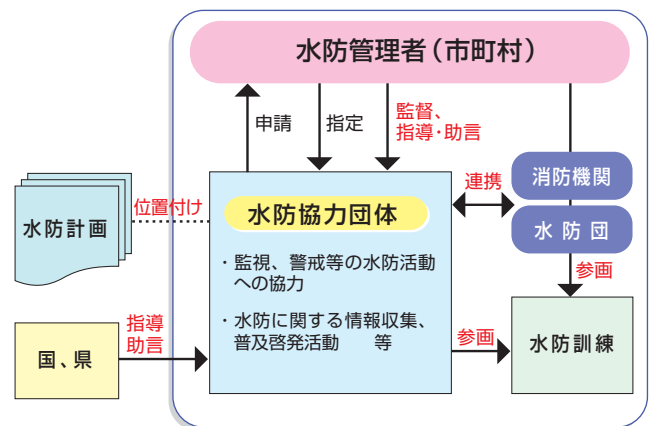 水防管理者(市町村)
申請
指定
監督、
指導・助言
連携
消防機関
水防団
水防計画
位置付け
水防協力団体
・監視、警戒等の水防活動
への協力
・水防に関する情報収集、
普及啓発活動　等
参画
国、県
指導
助言
参画
水防訓練